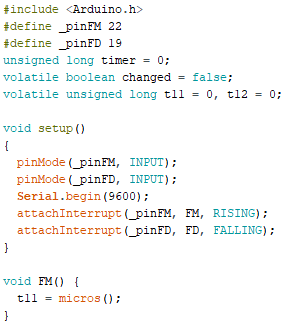 #include <Arduino.h>
#define _pinFM 22
#define _pinFD 19
unsigned long timer = 0;
volatile boolean changed = false;
volatile unsigned long t11 = 0, t12 = 0;

void setup()
{
  pinMode(_pinFM, INPUT);
  pinMode(_pinFD, INPUT);
  Serial.begin(9600);
  attachInterrupt(_pinFM, FM, RISING);
  attachInterrupt(_pinFD, FD, FALLING);
}

void FM() {
  t11 = micros();
}